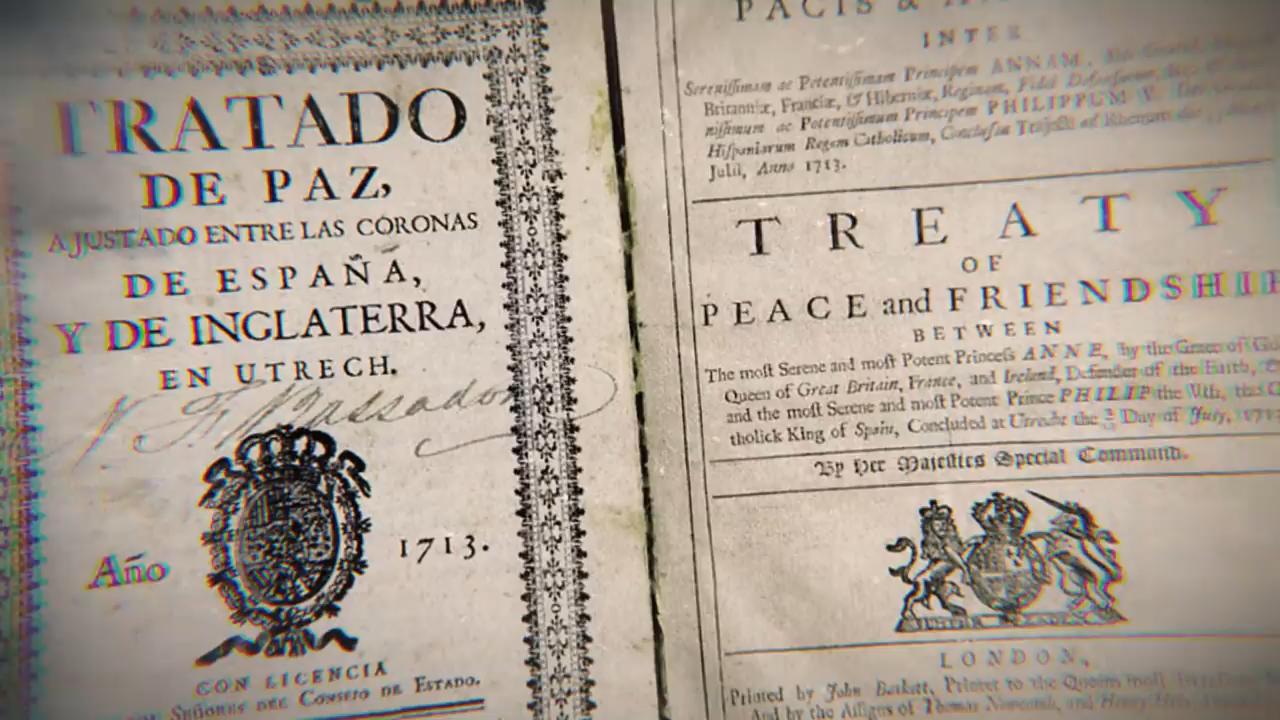 TRATADO
DE PAZ,
AJUSTADO ENTRE LAS CORONAS
DE ESPAÑA,
Y DE INGLATERRA,
EN UTRECH.
Año
1713.
CON LICENCIA
SEÑORES DEL CONSEJO DE ESTADO.
PACIS &
INTER
Sereniſſimam ac Potentiſſimam Principem ANNAM,
Britanniæ, Franciæ, & Hiberniæ, Reginam, Fidei
niſſimum ac Potentiſſimum Principem PHILIPPUM V.
Hiſpaniarum Regem Catholicum, Concluſum Trajecti ad Rhenum
Julii, Anno 1713.
TREATY
OF
PEACE and FRIENDSHIP
BETWEEN
The moſt Serene and moſt Potent Princeſs ANNE, by the Grace of
Queen of Great Britain, France, and Ireland, Defender of the Faith,
and the moſt Serene and moſt Potent Prince PHILIP the Vth, the
tholick King of Spain, Concluded at Utrecht the Day of July,
By Her Majeſties Special Command.
LONDON,
Printed by John Baskett, Printer to the Queens moſt
And by the Aſſigns of Thomas Newcomb, and Henry